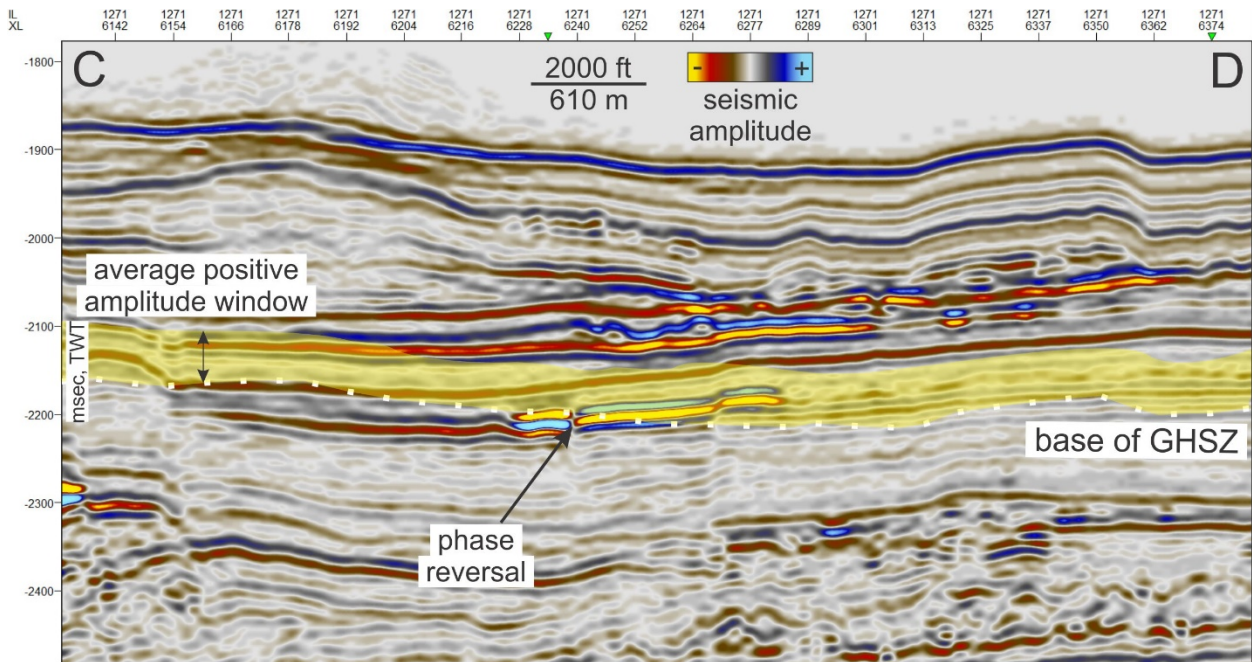 IL 1271 1271 1271 1271 1271 1271 1271 1271 1271 1271 1271 1271 1271 1271 1271 1271 1271 1271 1271 1271
XL 6142 6154 6166 6178 6192 6204 6216 6228 6240 6252 6264 6277 6289 6301 6313 6325 6337 6350 6362 6374
C
2000 ft
610 m
- +
seismic
amplitude
D
-1800
-1900
-2000
average positive
amplitude window
-2100
msec, TWT
-2200
base of GHSZ
-2300
phase
reversal
-2400